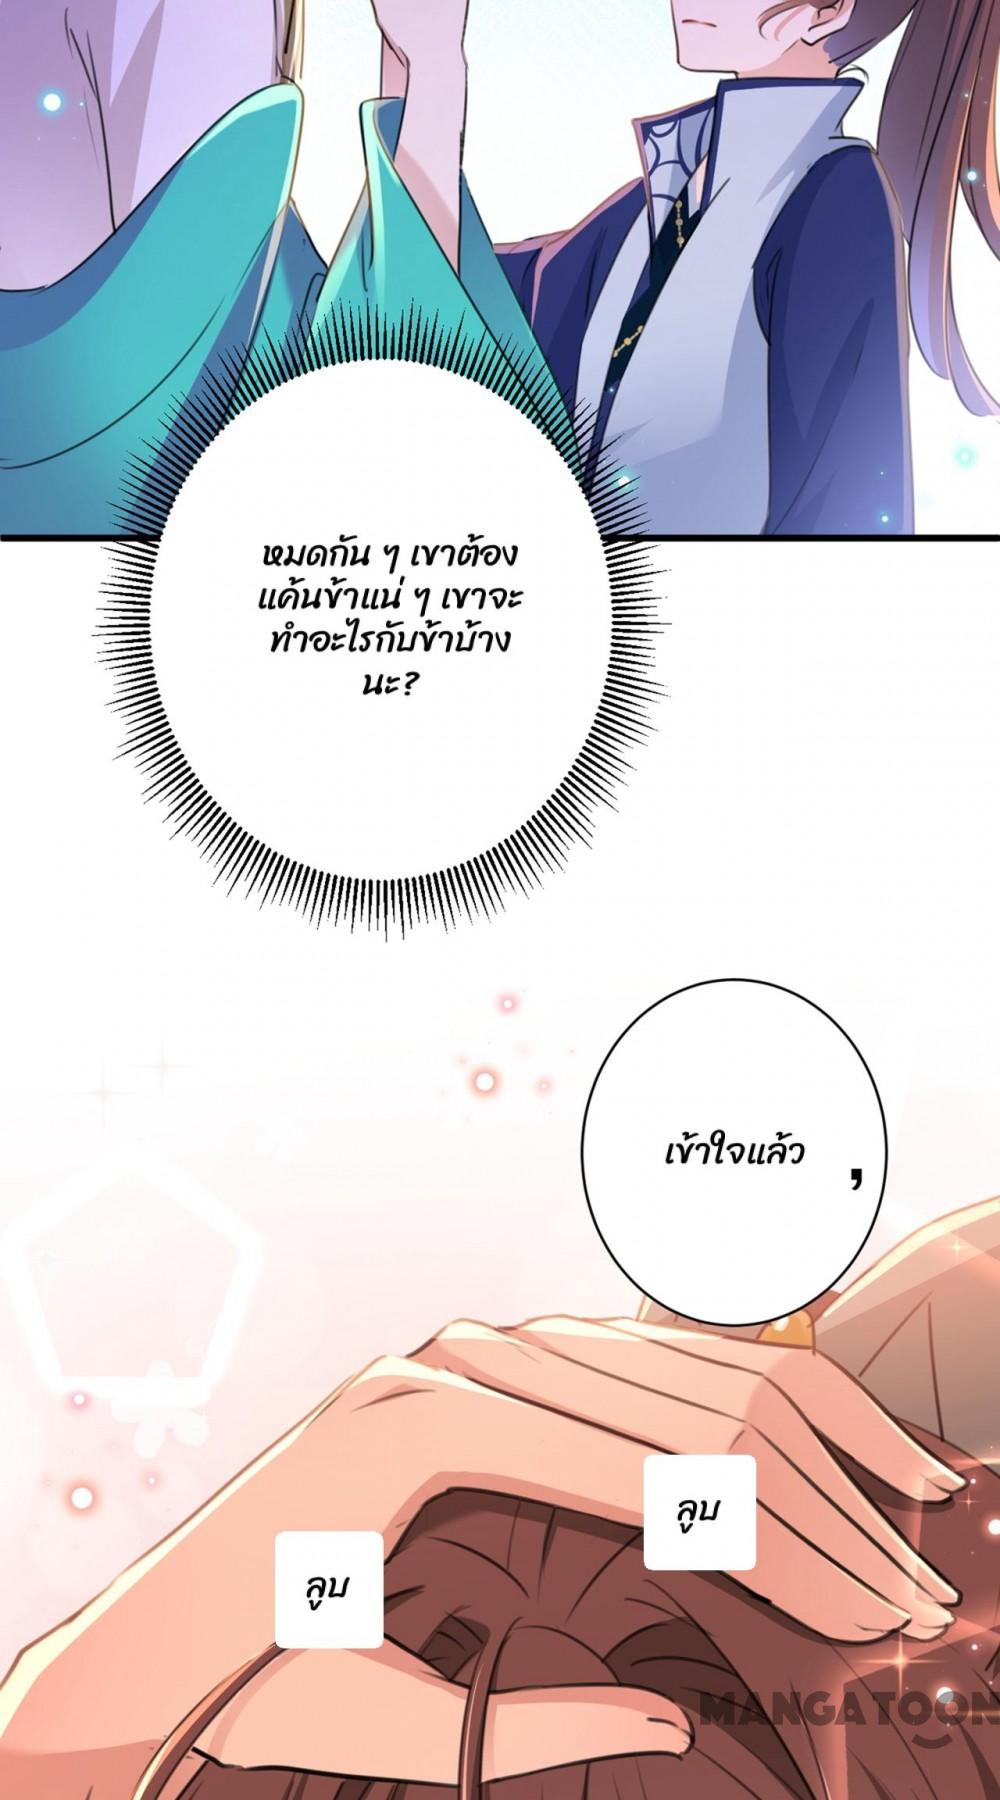 หมดกัน ๆ เขาต้อง
แค้นข้าแน่ ๆ เขาจะ
ทำอะไรกับข้าบ้าง
นะ?
เข้าใจแล้ว ,
ลูบ
ลูบ
MANGATOON